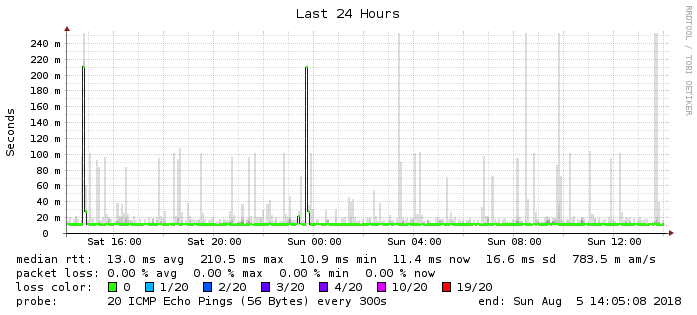 Last 24 Hours
RRDTOOL / TOBI OETIKER
Seconds
240 m
220 m
200 m
180 m
160 m
140 m
120 m
100 m
80 m
60 m
40 m
20 m
0
Sat 16:00 Sat 20:00 Sun 00:00 Sun 04:00 Sun 08:00 Sun 12:00
median rtt: 13.0 ms avg 210.5 ms max 10.9 ms min 11.4 ms now 16.6 ms sd 783.5 m am/s
packet loss: 0.00 % avg 0.00 % max 0.00 % min 0.00 % now
loss color: 0 1/20 2/20 3/20 4/20 10/20 19/20
probe: 20 ICMP Echo Pings (56 Bytes) every 300s end: Sun Aug 5 14:05:08 2018